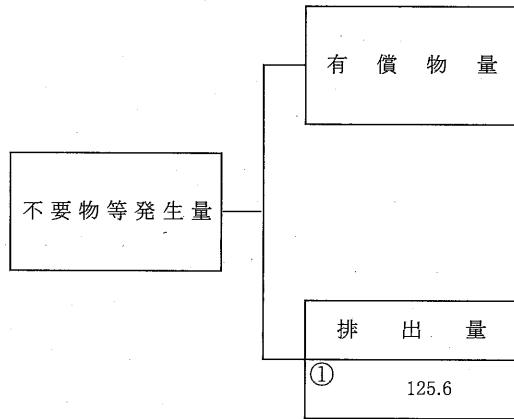 有償物量
不要物等発生量
排出量
①
125.6